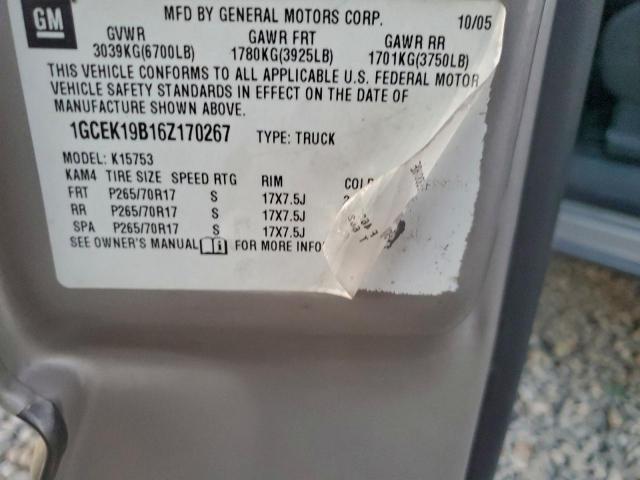 GM
MFD BY GENERAL MOTORS CORP. 10/05
GVWR GAWR FRT GAWR RR
3039KG(6700LB) 1780KG(3925LB) 1701KG(3750LB)
THIS VEHICLE CONFORMS TO ALL APPLICABLE U.S. FEDERAL MOTOR
VEHICLE SAFETY STANDARDS IN EFFECT ON THE DATE OF
MANUFACTURE SHOWN ABOVE.
1GCEK19B16Z170267 TYPE: TRUCK
MODEL: K15753
KAM4 TIRE SIZE SPEED RTG RIM COLD
FRT P265/70R17 S 17X7.5J
RR P265/70R17 S 17X7.5J
SPA P265/70R17 S 17X7.5J
SEE OWNER'S MANUAL FOR MORE INFO